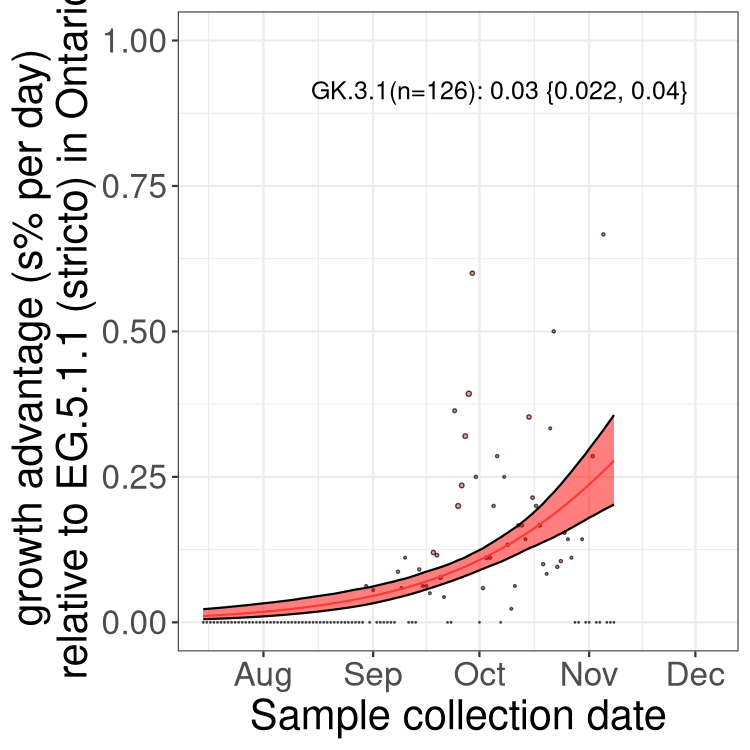 growth advantage (s% per day)
relative to EG.5.1.1 (stricto) in Ontario
1.00
GK.3.1(n=126): 0.03 {0.022, 0.04}
0.75
0.50
0.25
0.00
Aug Sep Oct Nov Dec
Sample collection date